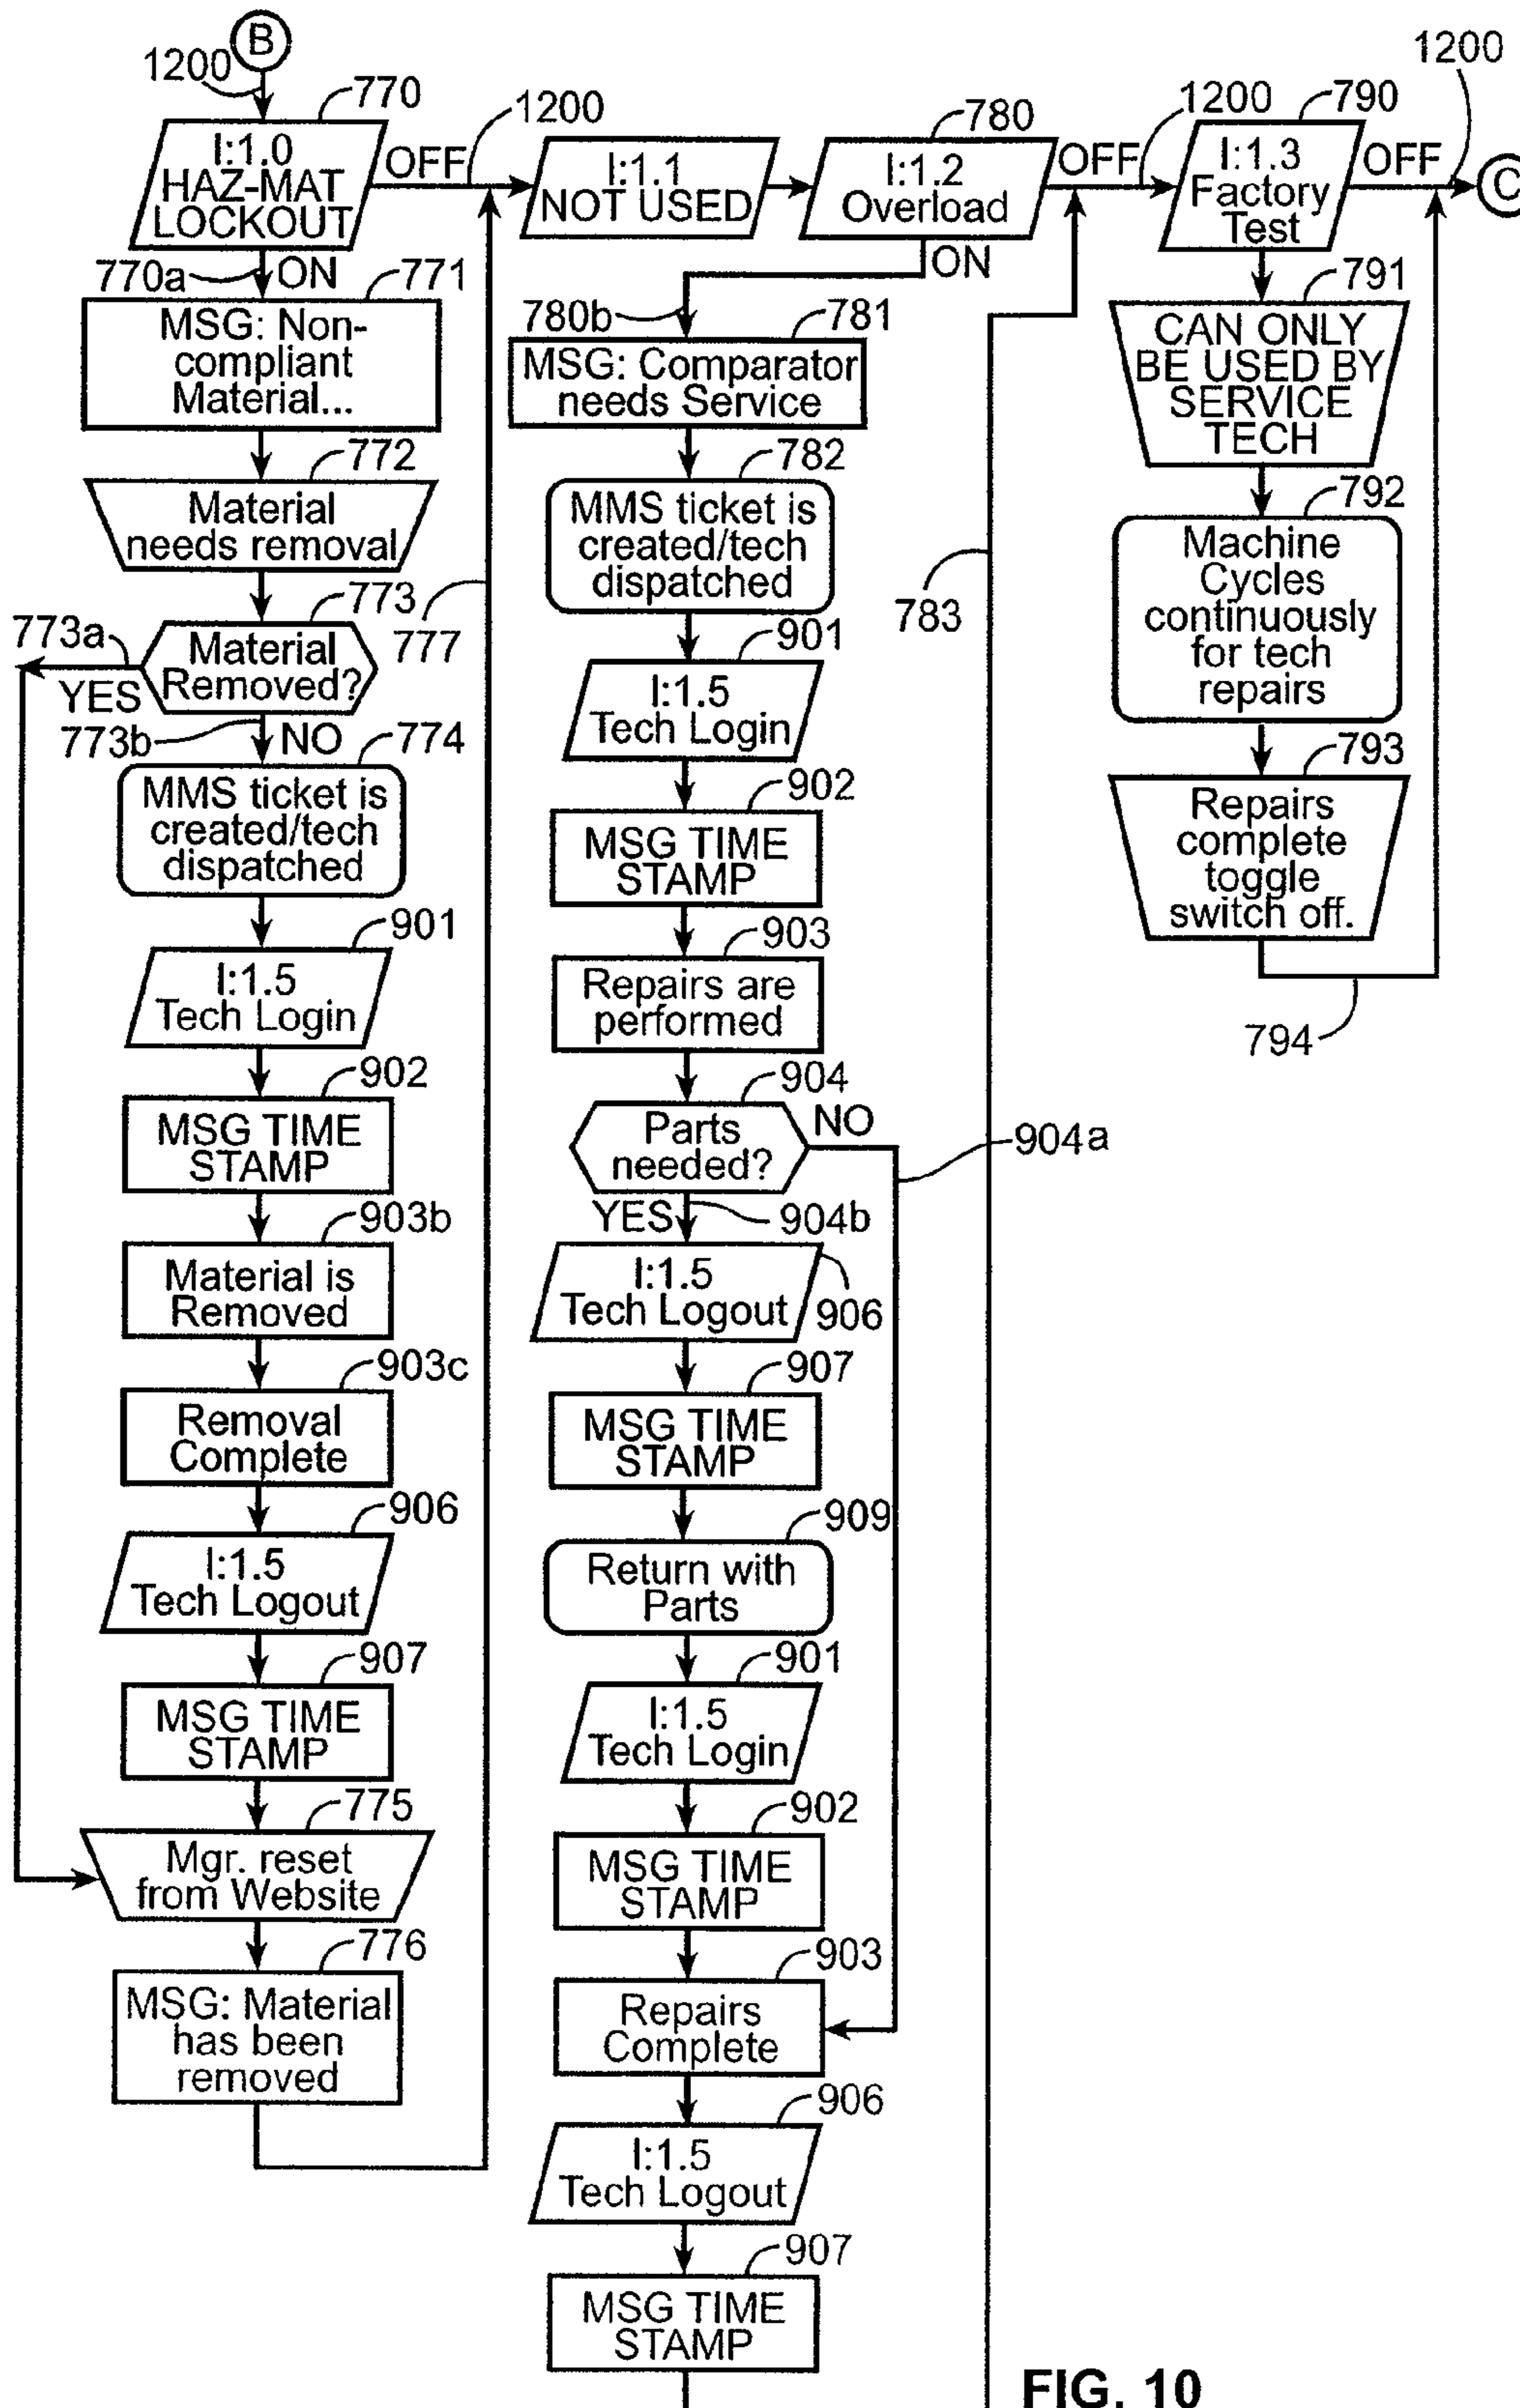 B
1200
770
I:1.0
HAZ-MAT
LOCKOUT
OFF
1200
770a
ON
771
MSG: Non-
compliant
Material...
772
Material
needs removal
773
773a
Material
Removed?
777
YES
773b
NO
774
MMS ticket is
created/tech
dispatched
901
I:1.5
Tech Login
902
MSG TIME
STAMP
903b
Material is
Removed
903c
Removal
Complete
906
I:1.5
Tech Logout
907
MSG TIME
STAMP
775
Mgr. reset
from Website
776
MSG: Material
has been
removed
I:1.1
NOT USED
780
I:1.2
Overload
OFF
1200
ON
780b
781
MSG: Comparator
needs Service
782
MMS ticket is
created/tech
dispatched
783
901
I:1.5
Tech Login
902
MSG TIME
STAMP
903
Repairs are
performed
904
Parts
needed?
NO
904a
YES
904b
I:1.5
Tech Logout
906
907
MSG TIME
STAMP
909
Return with
Parts
901
I:1.5
Tech Login
902
MSG TIME
STAMP
903
Repairs
Complete
906
I:1.5
Tech Logout
907
MSG TIME
STAMP
790
I:1.3
Factory
Test
OFF
1200
C
791
CAN ONLY
BE USED BY
SERVICE
TECH
792
Machine
Cycles
continuously
for tech
repairs
793
Repairs
complete
toggle
switch off.
794
FIG. 10